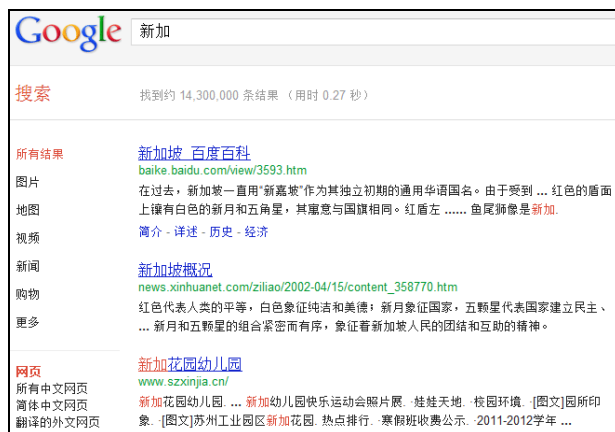 Google
新加
搜索
找到约 14,300,000 条结果 （用时 0.27 秒）
所有结果
图片
地图
视频
新闻
购物
更多
网页
所有中文网页
简体中文网页
翻译的外文网页
新加坡_百度百科
baike.baidu.com/view/3593.htm
在过去，新加坡一直用“新嘉坡”作为其独立初期的通用华语国名。由于受到 ... 红色的盾面
上镶有白色的新月和五角星，其寓意与国旗相同。红盾左 ...... 鱼尾狮像是新加.
简介 - 详述 - 历史 - 经济
新加坡概况
news.xinhuanet.com/ziliao/2002-04/15/content_358770.htm
红色代表人类的平等，白色象征纯洁和美德；新月象征国家，五颗星代表国家建立民主、
... 新月和五颗星的组合紧密而有序，象征着新加坡人民的团结和互助的精神。
新加花园幼儿园
www.szxinjia.cn/
新加花园幼儿园. ... 新加幼儿园快乐运动会照片展. ·娃娃天地. ·校园环境. ·[图文]园所印
象. ·[图文]苏州工业园区新加花园. 热点排行. ·寒假班收费公示. ·2011-2012学年 ...